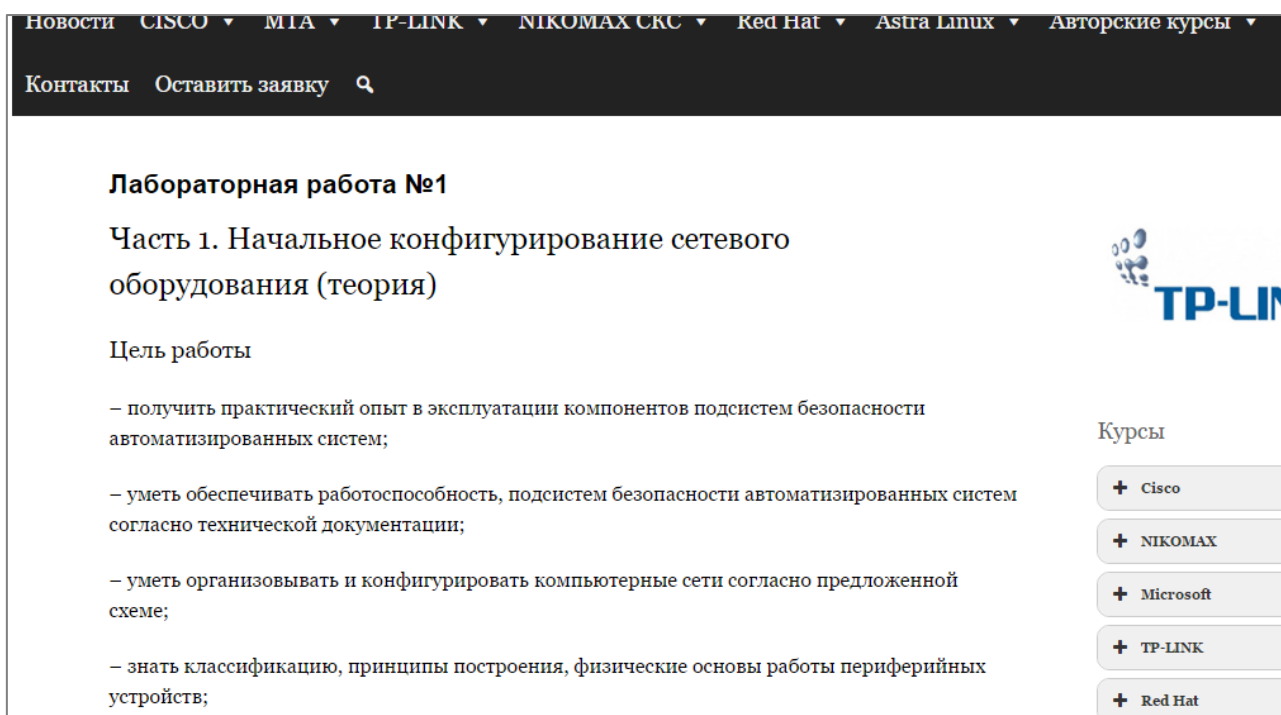 Новости CISCO MTA TP-LINK NIKOMAX СКС Red Hat Astra Linux Авторские курсы
Контакты Оставить заявку
Лабораторная работа №1
Часть 1. Начальное конфигурирование сетевого
оборудования (теория)
Цель работы
– получить практический опыт в эксплуатации компонентов подсистем безопасности
автоматизированных систем;
– уметь обеспечивать работоспособность, подсистем безопасности автоматизированных систем
согласно технической документации;
– уметь организовывать и конфигурировать компьютерные сети согласно предложенной
схеме;
– знать классификацию, принципы построения, физические основы работы периферийных
устройств;
TP-LIN
Курсы
+ Cisco
+ NIKOMAX
+ Microsoft
+ TP-LINK
+ Red Hat